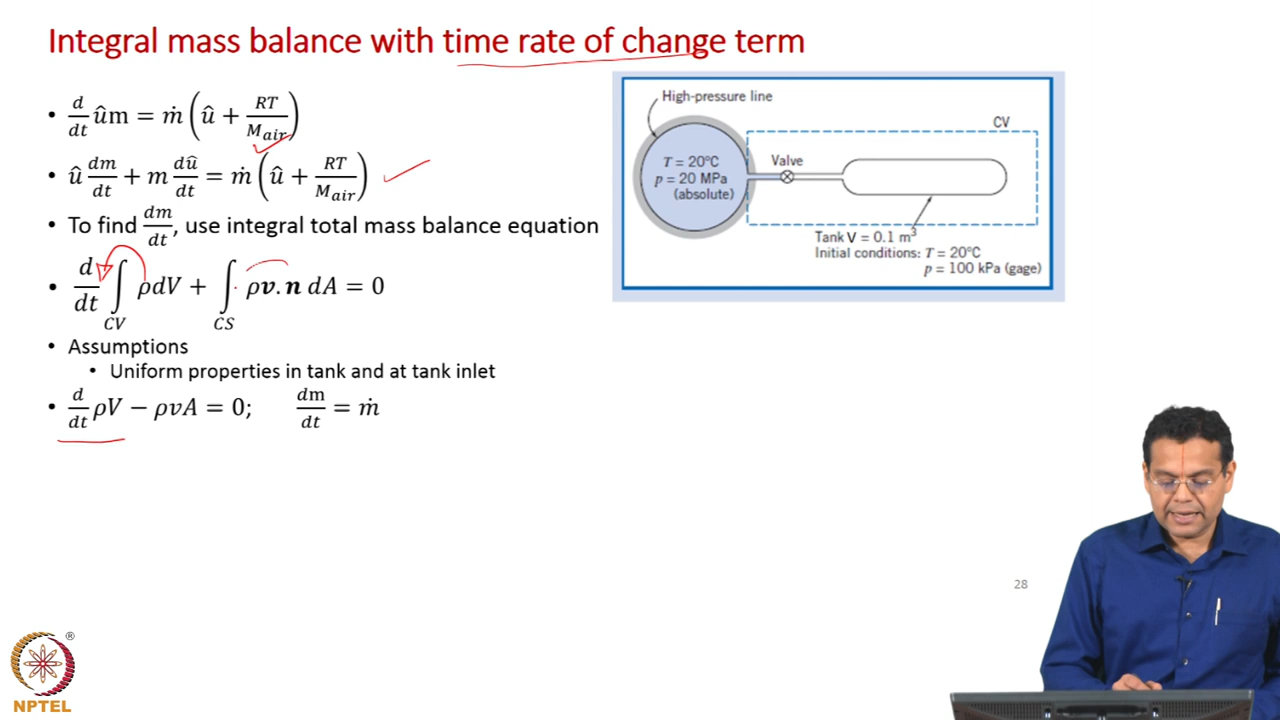 Integral mass balance with time rate of change term
• d/dt ûm = ṁ (û + RT/M_air)
• û dm/dt + m dû/dt = ṁ (û + RT/M_air)
• To find dm/dt, use integral total mass balance equation
• d/dt ∫_CV ρdV + ∫_CS ρv.n dA = 0
• Assumptions
• Uniform properties in tank and at tank inlet
• d/dt ρV − ρvA = 0; dm/dt = ṁ
High-pressure line
CV
T = 20°C
p = 20 MPa
(absolute)
Valve
Tank V = 0.1 m³
Initial conditions: T = 20°C
p = 100 kPa (gage)
28
®
NPTEL